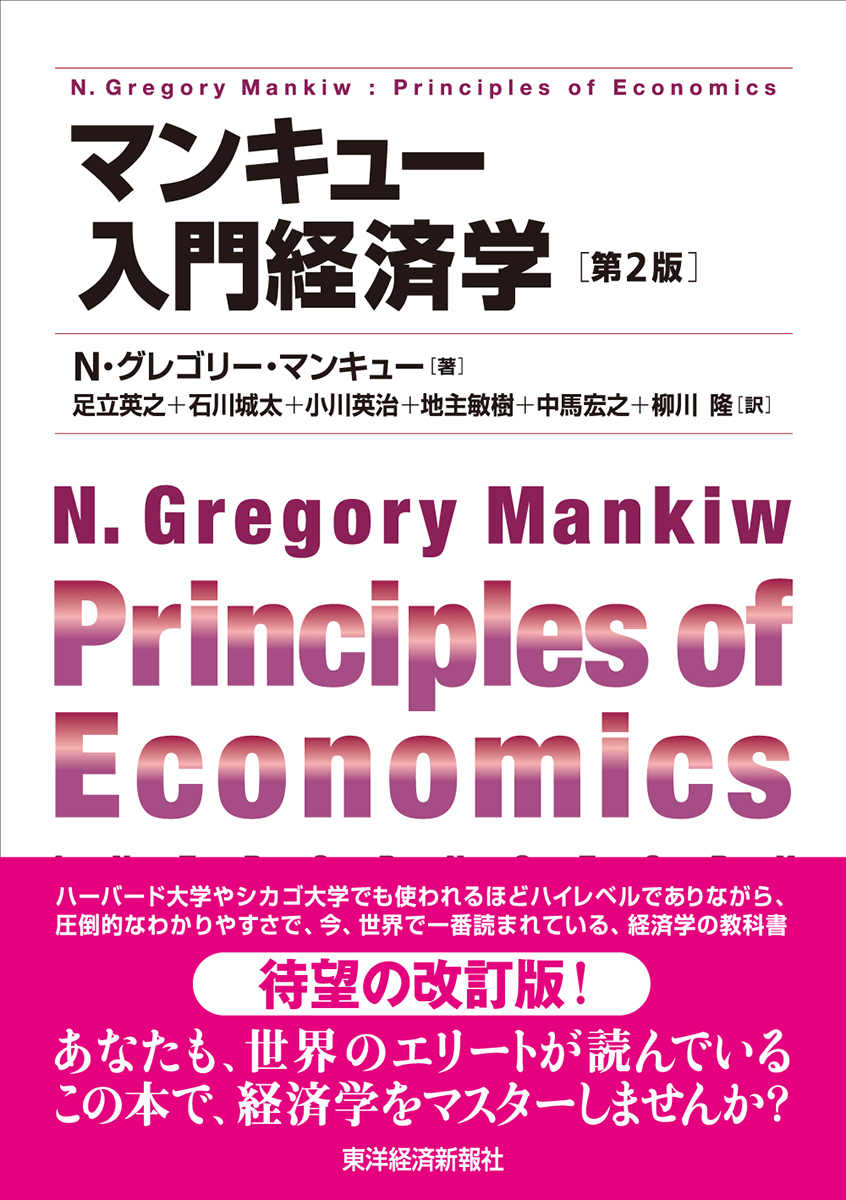 N. Gregory Mankiw : Principles of Economics
マンキュー
入門経済学 [第2版]
N・グレゴリー・マンキュー[著]
足立英之+石川城太+小川英治+地主敏樹+中馬宏之+柳川 隆[訳]
N. Gregory Mankiw
Principles of
Economics
ハーバード大学やシカゴ大学でも使われるほどハイレベルでありながら、
圧倒的なわかりやすさで、今、世界で一番読まれている、経済学の教科書
待望の改訂版!
あなたも、世界のエリートが読んでいる
この本で、経済学をマスターしませんか?
東洋経済新報社